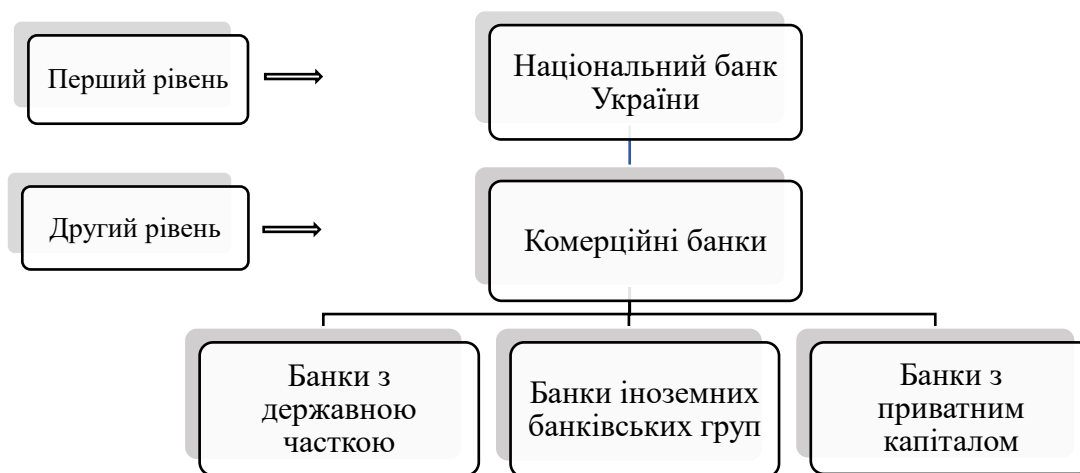 Перший рівень
Національний банк
України
Другий рівень
Комерційні банки
Банки з
державною
часткою
Банки іноземних
банківських груп
Банки з
приватним
капіталом